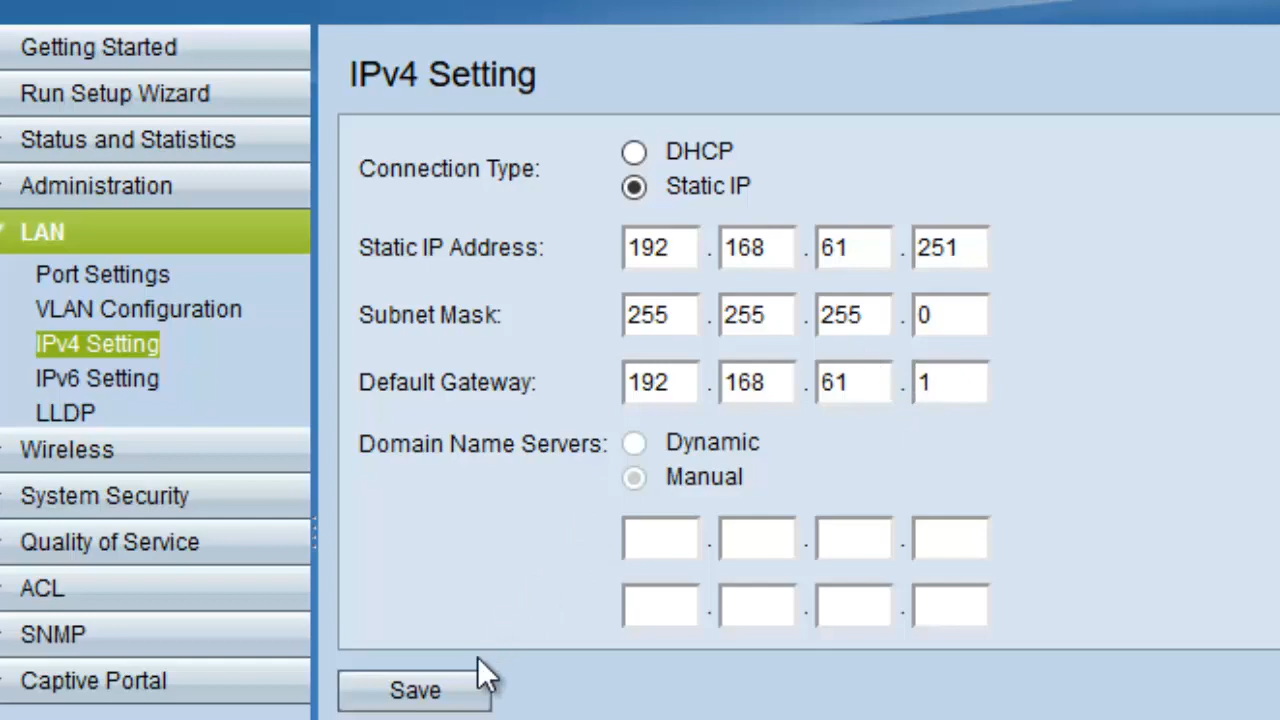 Getting Started
Run Setup Wizard
Status and Statistics
Administration
LAN
Port Settings
VLAN Configuration
IPv4 Setting
IPv6 Setting
LLDP
Wireless
System Security
Quality of Service
ACL
SNMP
Captive Portal
IPv4 Setting
Connection Type:
DHCP
Static IP
Static IP Address: 192 . 168 . 61 . 251
Subnet Mask: 255 . 255 . 255 . 0
Default Gateway: 192 . 168 . 61 . 1
Domain Name Servers: Dynamic
Manual
. . .
. . .
Save